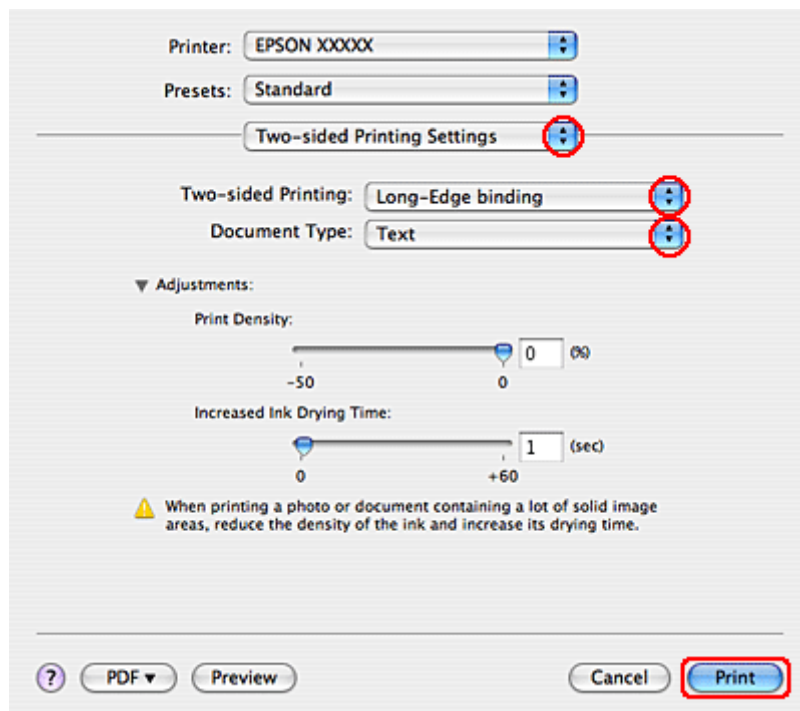 Printer: EPSON XXXXX
Presets: Standard
Two-sided Printing Settings
Two-sided Printing: Long-Edge binding
Document Type: Text
▼ Adjustments:
Print Density:
0 (%)
-50 0
Increased Ink Drying Time:
1 (sec)
0 +60
When printing a photo or document containing a lot of solid image
areas, reduce the density of the ink and increase its drying time.
? PDF ▼ Preview Cancel Print